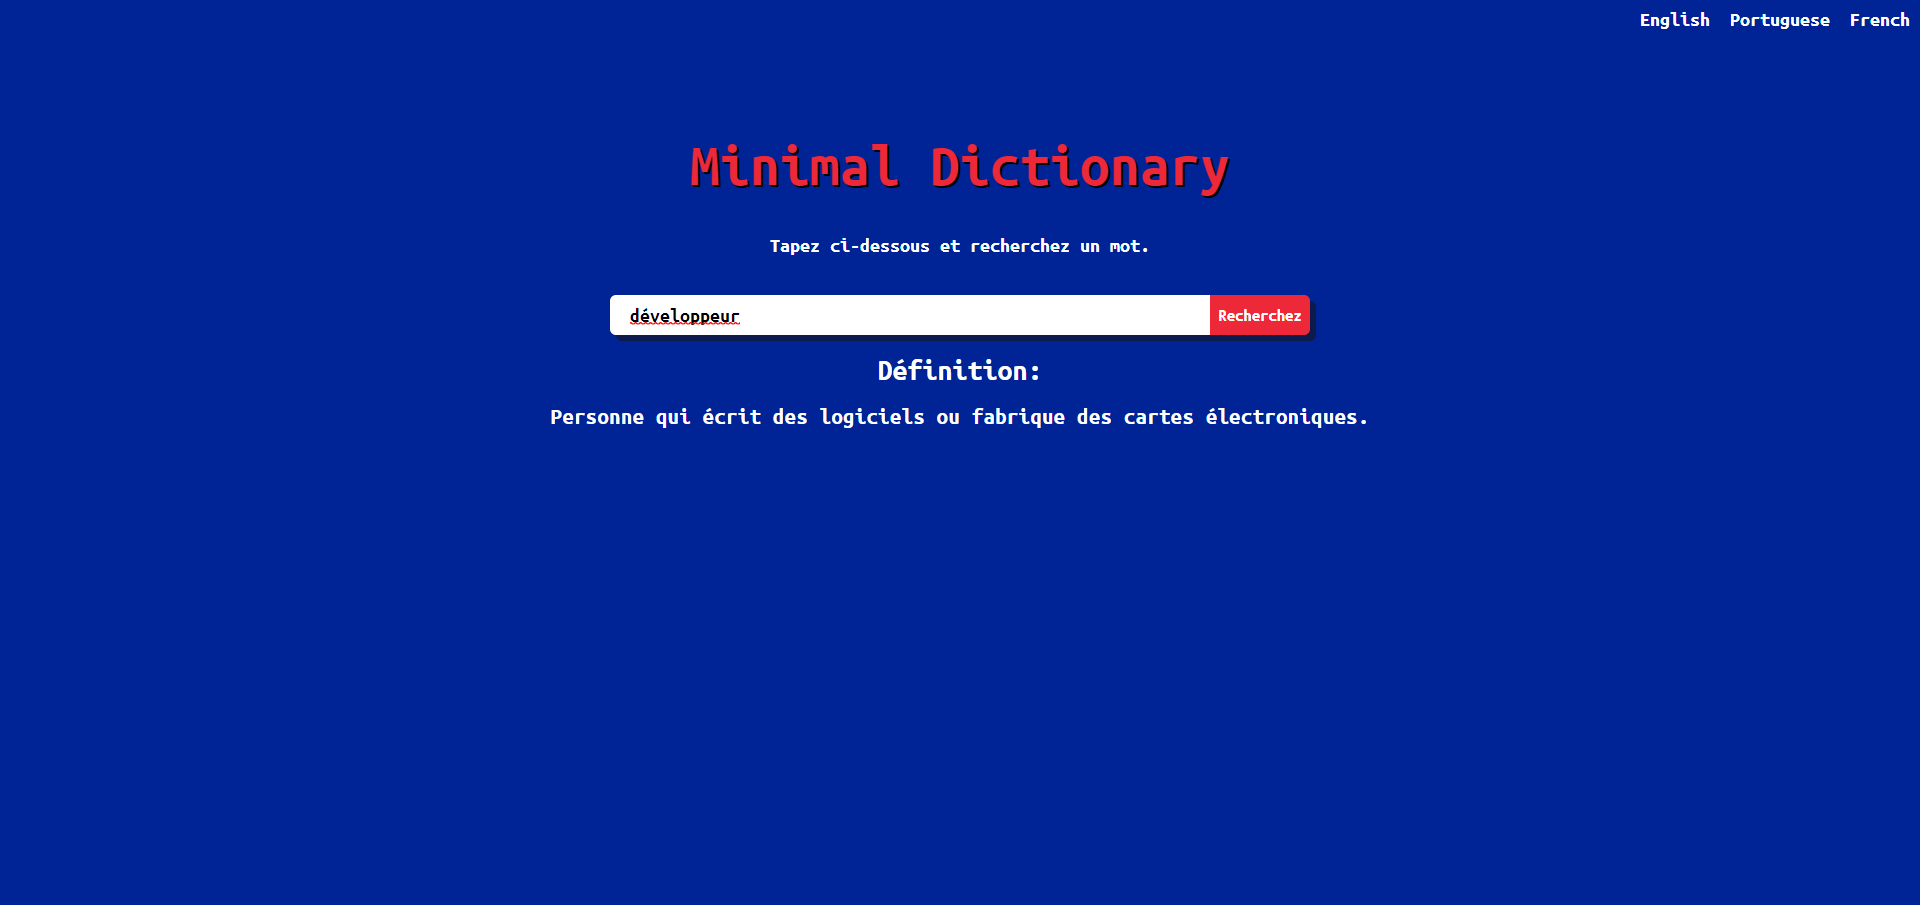 English Portuguese French
Minimal Dictionary
Tapez ci-dessous et recherchez un mot.
développeur Recherchez
Définition:
Personne qui écrit des logiciels ou fabrique des cartes électroniques.